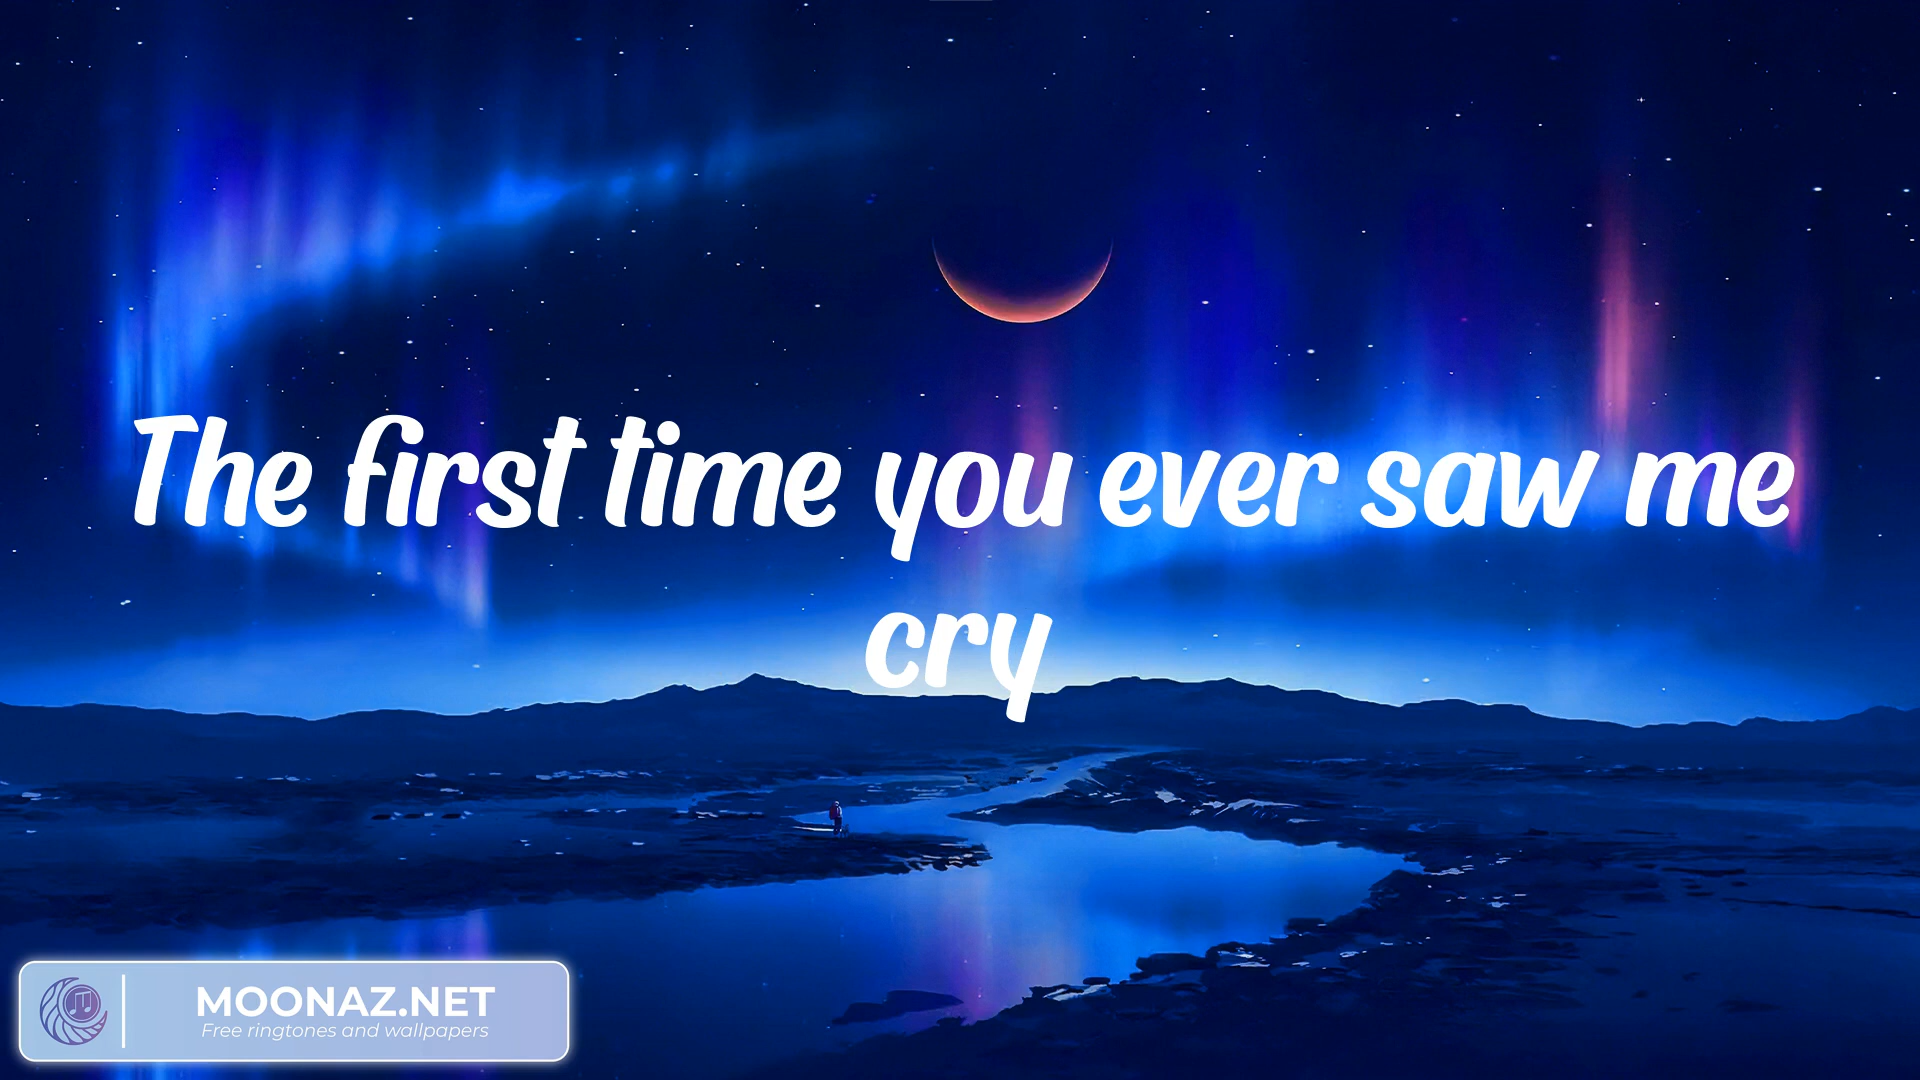 The first time you ever saw me
cry
MOONAZ.NET
Free ringtones and wallpapers